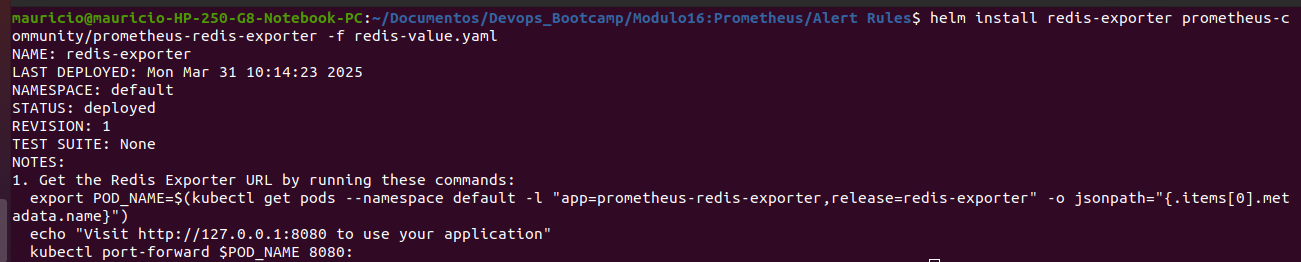 mauricio@mauricio-HP-250-G8-Notebook-PC:~/Documentos/Devops_Bootcamp/Modulo16:Prometheus/Alert Rules$ helm install redis-exporter prometheus-c
ommunity/prometheus-redis-exporter -f redis-value.yaml
NAME: redis-exporter
LAST DEPLOYED: Mon Mar 31 10:14:23 2025
NAMESPACE: default
STATUS: deployed
REVISION: 1
TEST SUITE: None
NOTES:
1. Get the Redis Exporter URL by running these commands:
  export POD_NAME=$(kubectl get pods --namespace default -l "app=prometheus-redis-exporter,release=redis-exporter" -o jsonpath="{.items[0].met
adata.name}")
  echo "Visit http://127.0.0.1:8080 to use your application"
  kubectl port-forward $POD_NAME 8080: